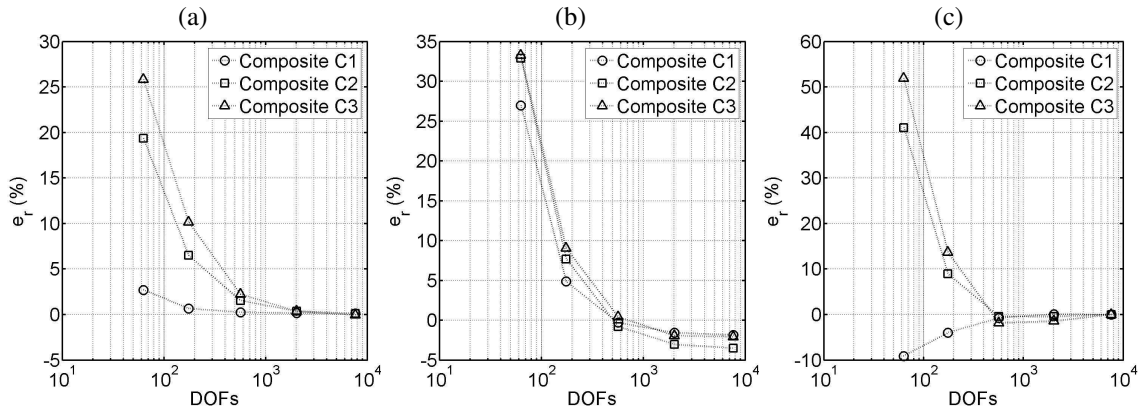 (a)
30
25
20
15
10
5
0
-5
10^1
10^2
10^3
10^4
e_r (%)
DOFs
Composite C1
Composite C2
Composite C3
(b)
35
30
25
20
15
10
5
0
-5
10^1
10^2
10^3
10^4
e_r (%)
DOFs
Composite C1
Composite C2
Composite C3
(c)
60
50
40
30
20
10
0
-10
10^1
10^2
10^3
10^4
e_r (%)
DOFs
Composite C1
Composite C2
Composite C3